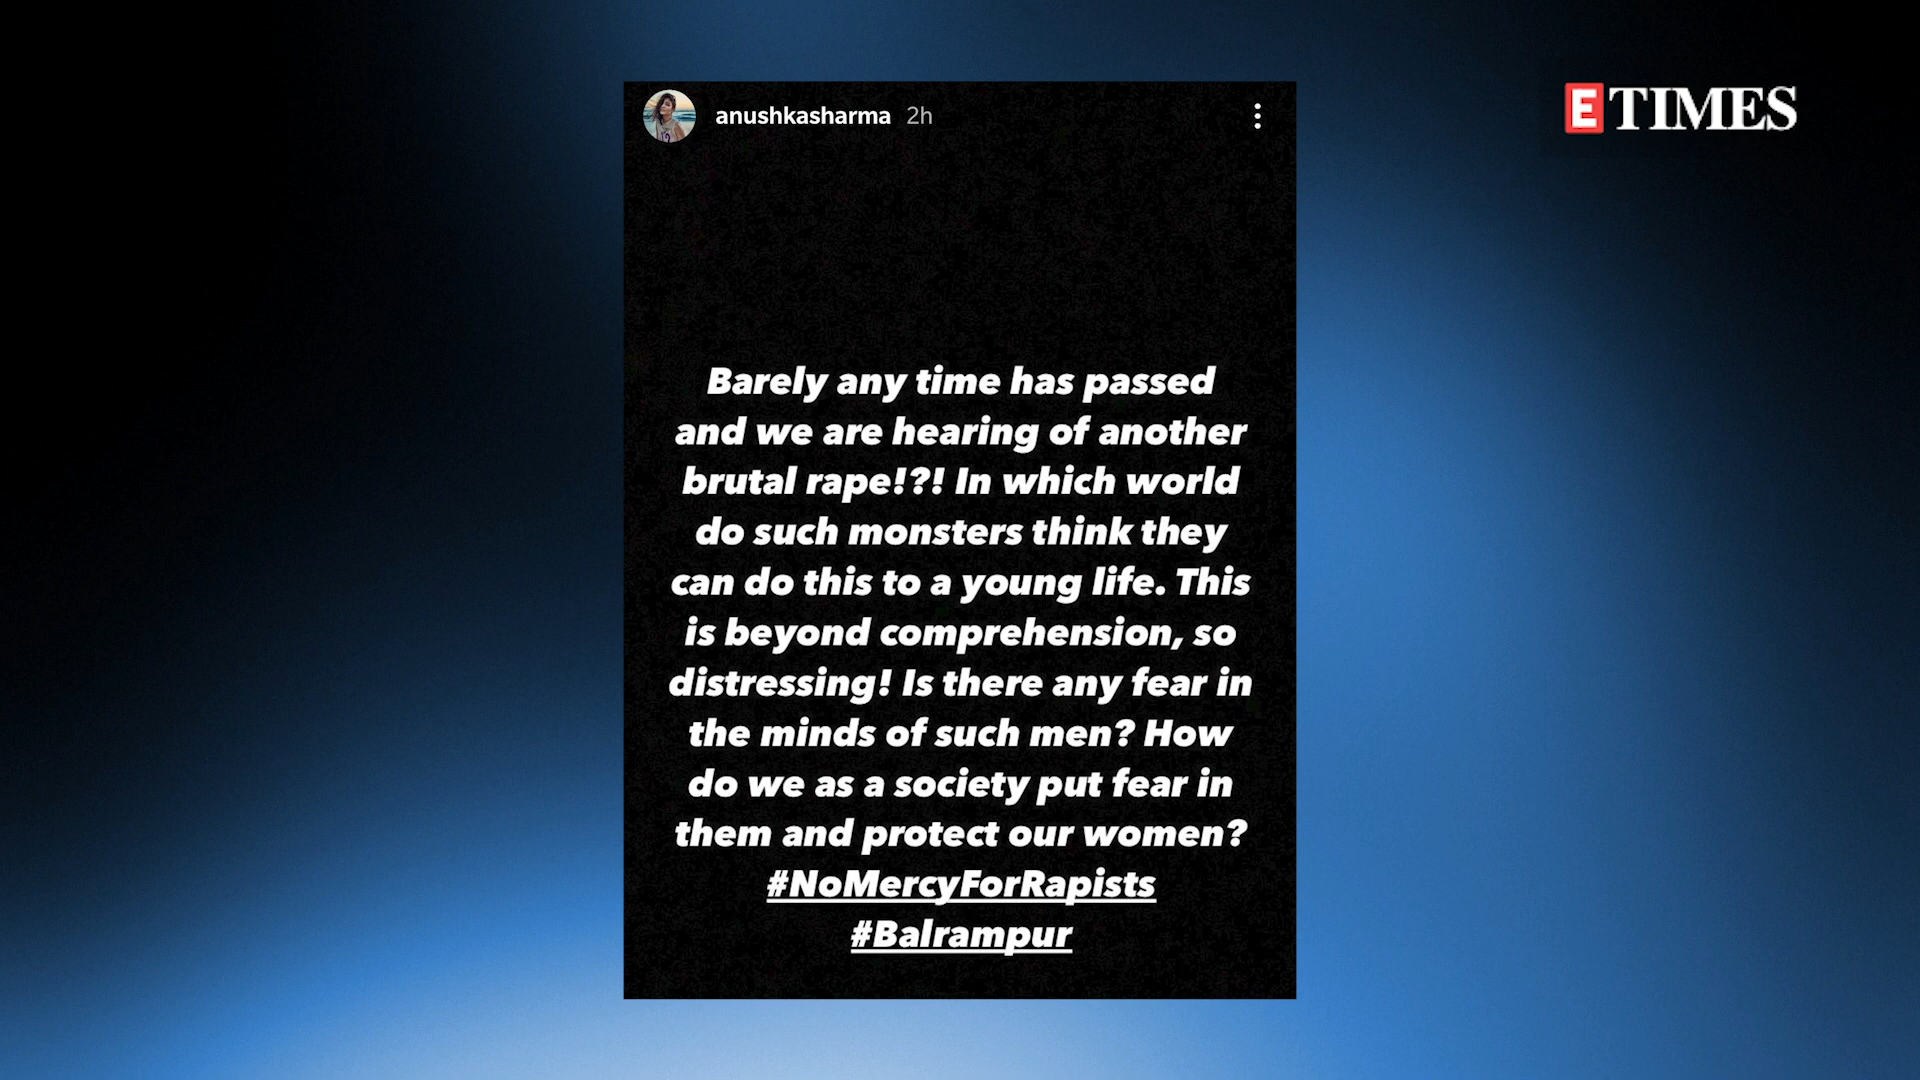 anushkasharma 2h
ETIMES
Barely any time has passed
and we are hearing of another
brutal rape!?! In which world
do such monsters think they
can do this to a young life. This
is beyond comprehension, so
distressing! Is there any fear in
the minds of such men? How
do we as a society put fear in
them and protect our women?
#NoMercyForRapists
#Balrampur